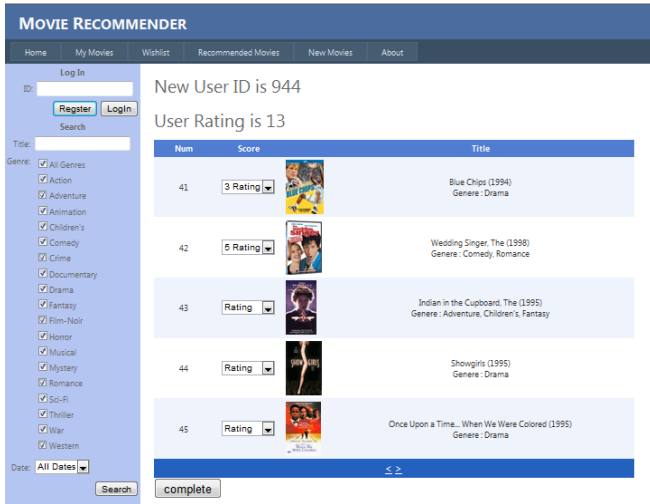 MOVIE RECOMMENDER
Home My Movies Wishlist Recommended Movies New Movies About
Log In
ID:
Regster LogIn
Search
Title:
Genre:
All Genres
Action
Adventure
Animation
Children's
Comedy
Crime
Documentary
Drama
Fantasy
Film-Noir
Horror
Musical
Mystery
Romance
Sci-Fi
Thriller
War
Western
Date: All Dates
Search
New User ID is 944
User Rating is 13
Num Score Title
41 3 Rating
BLUE CHIPS
Blue Chips (1994)
Genere : Drama
42 5 Rating
Wedding Singer, The (1998)
Genere : Comedy, Romance
43 Rating
Indian in the Cupboard, The (1995)
Genere : Adventure, Children's, Fantasy
44 Rating
SHOWGIRLS
Showgirls (1995)
Genere : Drama
45 Rating
Once Upon a Time... When We Were Colored (1995)
Genere : Drama
< >
complete